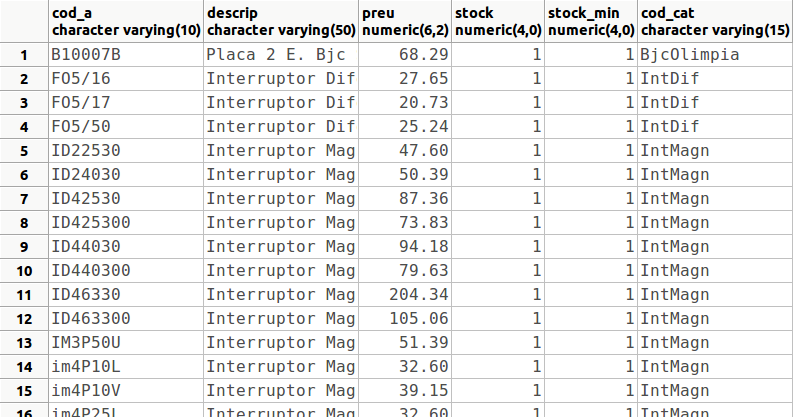 cod_a descrip preu stock stock_min cod_cat
character varying(10) character varying(50) numeric(6,2) numeric(4,0) numeric(4,0) character varying(15)
1 B10007B Placa 2 E. Bjc 68.29 1 1 BjcOlimpia
2 FO5/16 Interruptor Dif 27.65 1 1 IntDif
3 FO5/17 Interruptor Dif 20.73 1 1 IntDif
4 FO5/50 Interruptor Dif 25.24 1 1 IntDif
5 ID22530 Interruptor Mag 47.60 1 1 IntMagn
6 ID24030 Interruptor Mag 50.39 1 1 IntMagn
7 ID42530 Interruptor Mag 87.36 1 1 IntMagn
8 ID425300 Interruptor Mag 73.83 1 1 IntMagn
9 ID44030 Interruptor Mag 94.18 1 1 IntMagn
10 ID440300 Interruptor Mag 79.63 1 1 IntMagn
11 ID46330 Interruptor Mag 204.34 1 1 IntMagn
12 ID463300 Interruptor Mag 105.06 1 1 IntMagn
13 IM3P50U Interruptor Mag 51.39 1 1 IntMagn
14 im4P10L Interruptor Mag 32.60 1 1 IntMagn
15 im4P10V Interruptor Mag 39.15 1 1 IntMagn
16 im4P25L Interruptor Mag 32.60 1 1 IntMagn